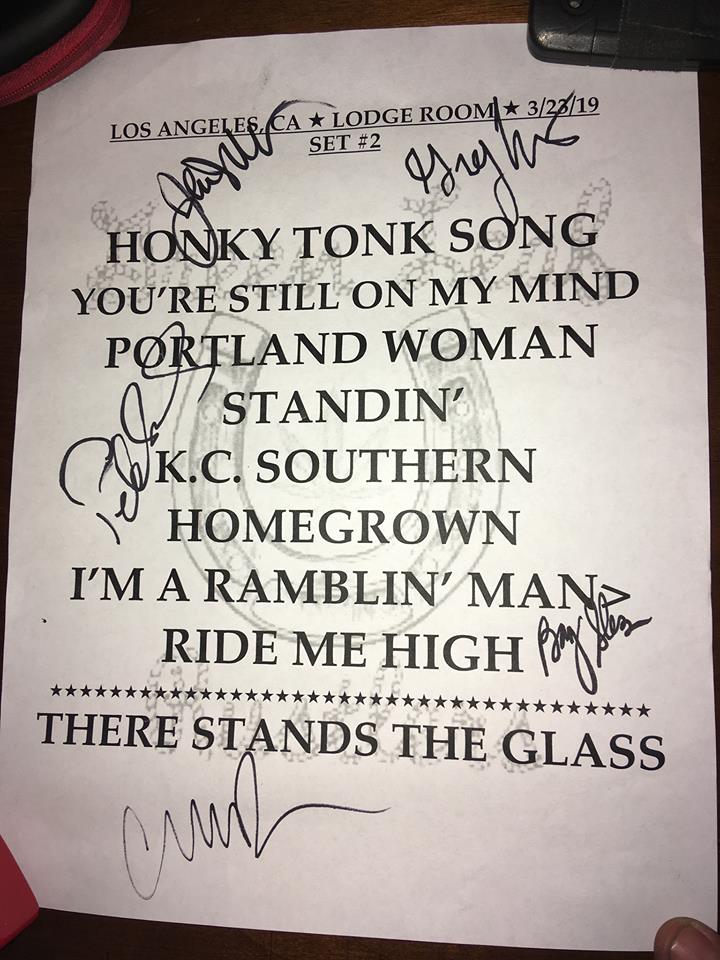 LOS ANGELES, CA ★ LODGE ROOM ★ 3/23/19
SET #2
HONKY TONK SONG
YOU'RE STILL ON MY MIND
PORTLAND WOMAN
STANDIN'
K.C. SOUTHERN
HOMEGROWN
I'M A RAMBLIN' MAN >
RIDE ME HIGH
★★★★★★★★★★★★★★★★★★★★★★★★★★★★★★★★★★★★★★★★★★★★
THERE STANDS THE GLASS